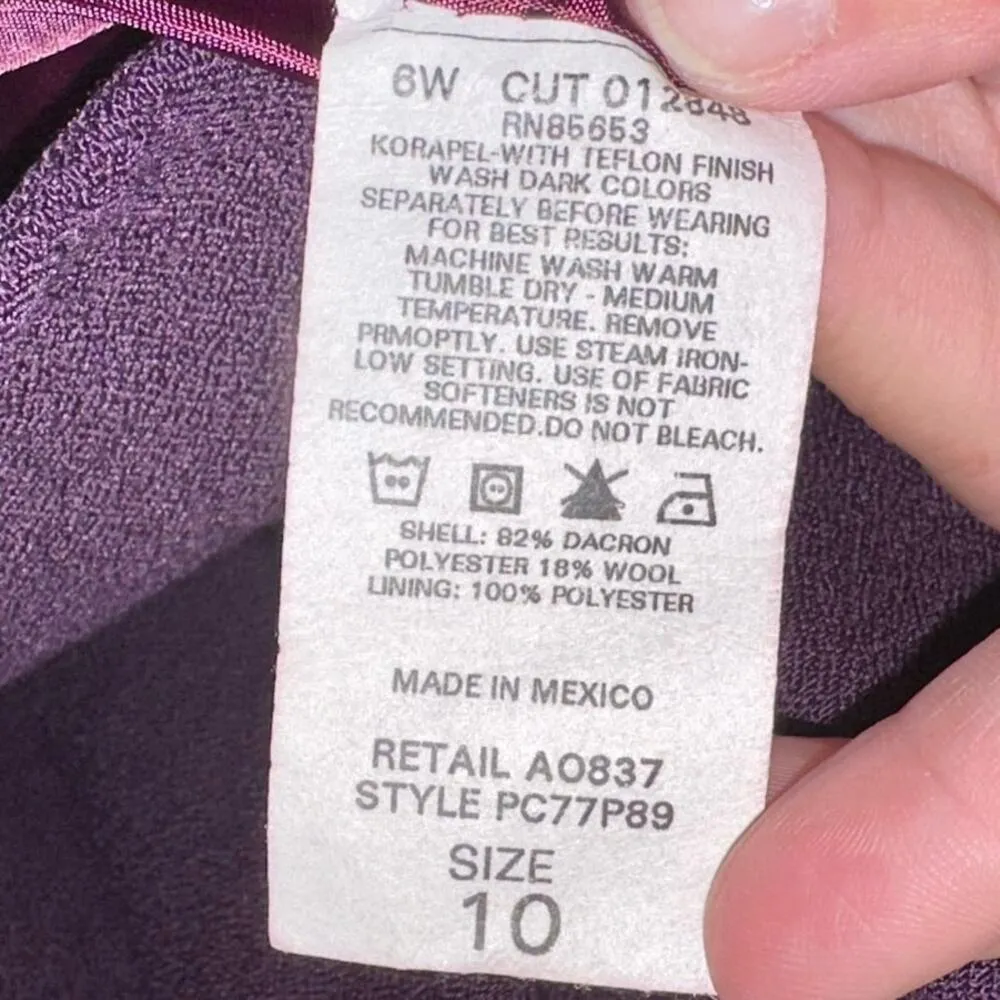 6W CUT 012848
RN85653
KORAPEL-WITH TEFLON FINISH
WASH DARK COLORS
SEPARATELY BEFORE WEARING
FOR BEST RESULTS:
MACHINE WASH WARM
TUMBLE DRY - MEDIUM
TEMPERATURE. REMOVE
PRMOPTLY. USE STEAM IRON-
LOW SETTING. USE OF FABRIC
SOFTENERS IS NOT
RECOMMENDED.DO NOT BLEACH.
SHELL: 82% DACRON
POLYESTER 18% WOOL
LINING: 100% POLYESTER
MADE IN MEXICO
RETAIL AO837
STYLE PC77P89
SIZE
10